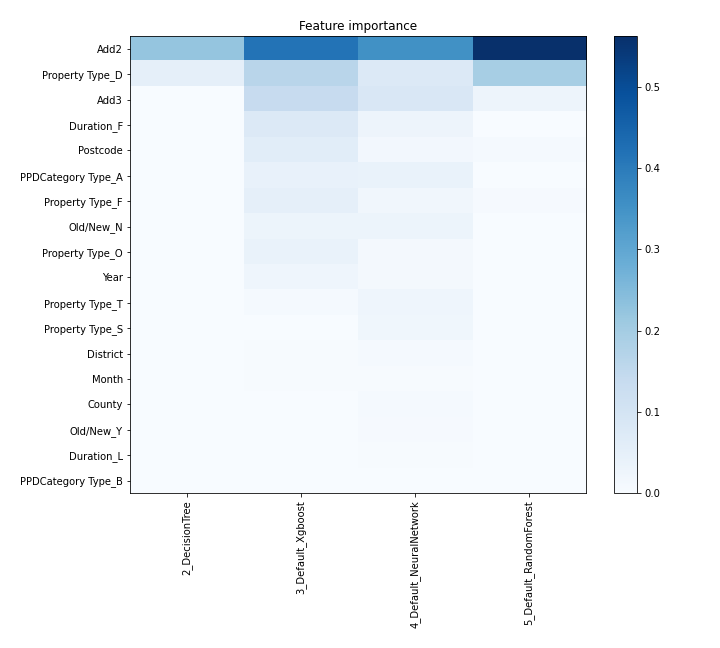 Feature importance
Add2
Property Type_D
Add3
Duration_F
Postcode
PPDCategory Type_A
Property Type_F
Old/New_N
Property Type_O
Year
Property Type_T
Property Type_S
District
Month
County
Old/New_Y
Duration_L
PPDCategory Type_B
2_DecisionTree
3_Default_Xgboost
4_Default_NeuralNetwork
5_Default_RandomForest
0.5
0.4
0.3
0.2
0.1
0.0